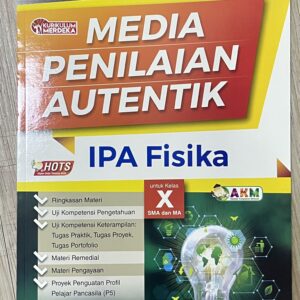 KURIKULUM
MERDEKA
MEDIA
PENILAIAN
AUTENTIK
HOTS
IPA Fisika
untuk Kelas
X
SMA dan MA
AKM
Ringkasan Materi
Uji Kompetensi Pengetahuan
Uji Kompetensi Keterampilan:
Tugas Praktik, Tugas Proyek,
Tugas Portofolio
Materi Remedial
Materi Pengayaan
Proyek Penguatan Profil
Pelajar Pancasila (P5)